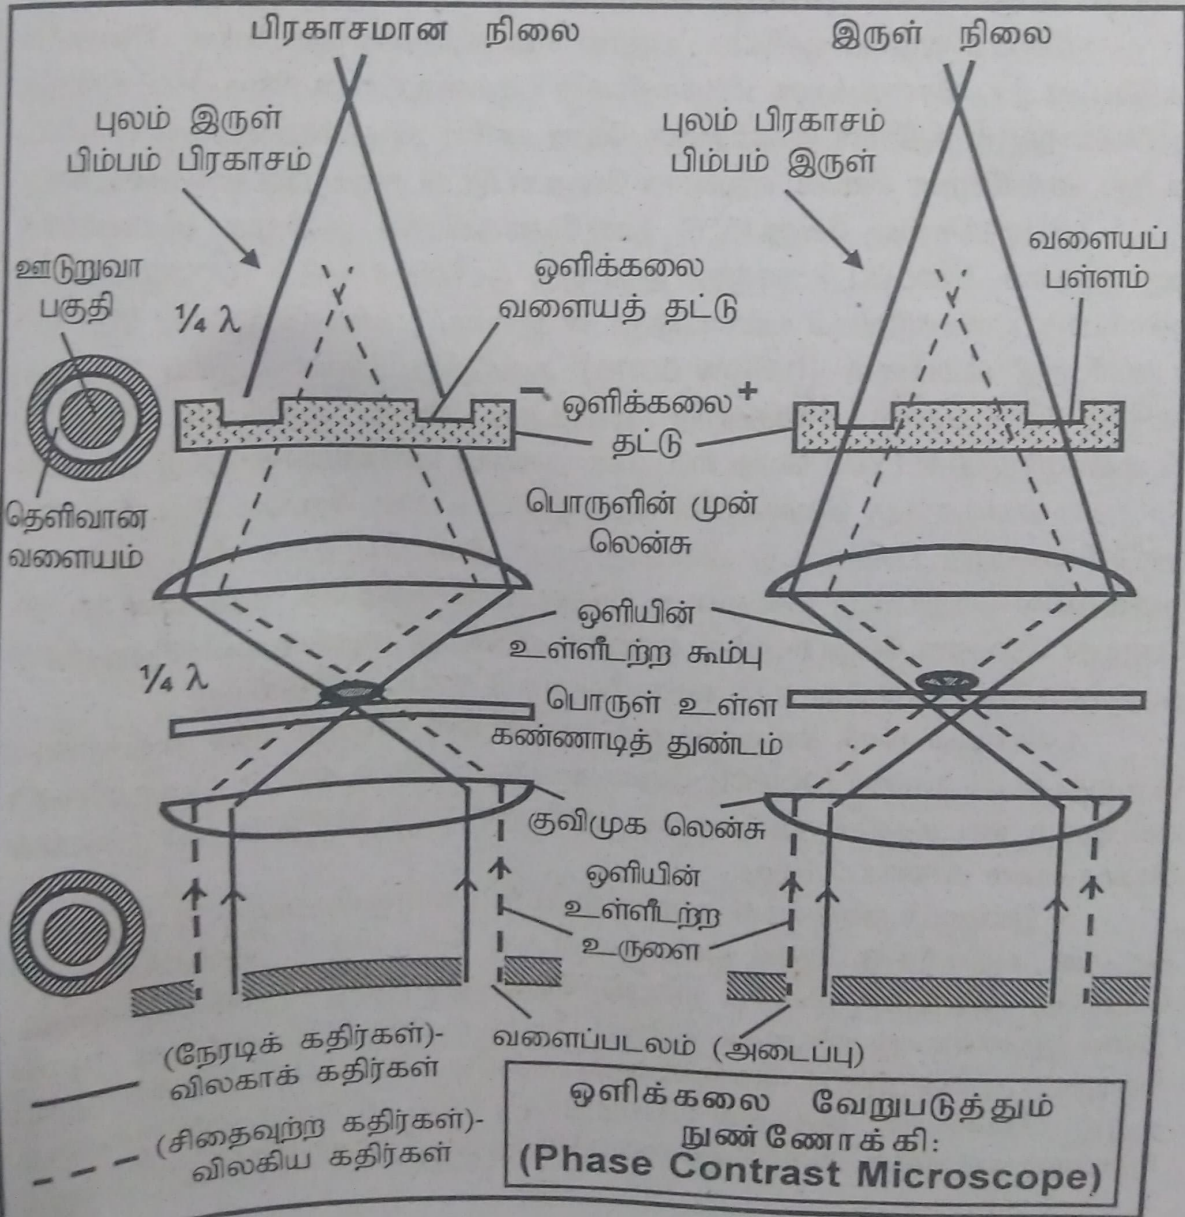 பிரகாசமான நிலை
இருள் நிலை
புலம் இருள்
பிம்பம் பிரகாசம்
புலம் பிரகாசம்
பிம்பம் இருள்
ஊடுறுவா
பகுதி
¼ λ
ஒளிக்கலை
வளையத் தட்டு
வளையப்
பள்ளம்
− ஒளிக்கலை +
தட்டு
தெளிவான
வளையம்
பொருளின் முன்
லென்சு
ஒளியின்
உள்ளீடற்ற கூம்பு
¼ λ
பொருள் உள்ள
கண்ணாடித் துண்டம்
குவிமுக லென்சு
ஒளியின்
உள்ளீடற்ற
உருளை
வளைப்படலம் (அடைப்பு)
(நேரடிக் கதிர்கள்)-
விலகாக் கதிர்கள்
(சிதைவுற்ற கதிர்கள்)-
விலகிய கதிர்கள்
ஒளிக்கலை வேறுபடுத்தும்
நுண்ணோக்கி:
(Phase Contrast Microscope)